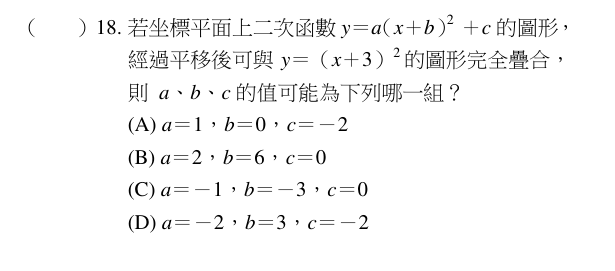 （　　）18. 若坐標平面上二次函數 y=a(x+b)² +c 的圖形，
經過平移後可與 y=（x+3）² 的圖形完全疊合，
則 a、b、c 的值可能為下列哪一組？
(A) a=1，b=0，c=-2
(B) a=2，b=6，c=0
(C) a=-1，b=-3，c=0
(D) a=-2，b=3，c=-2